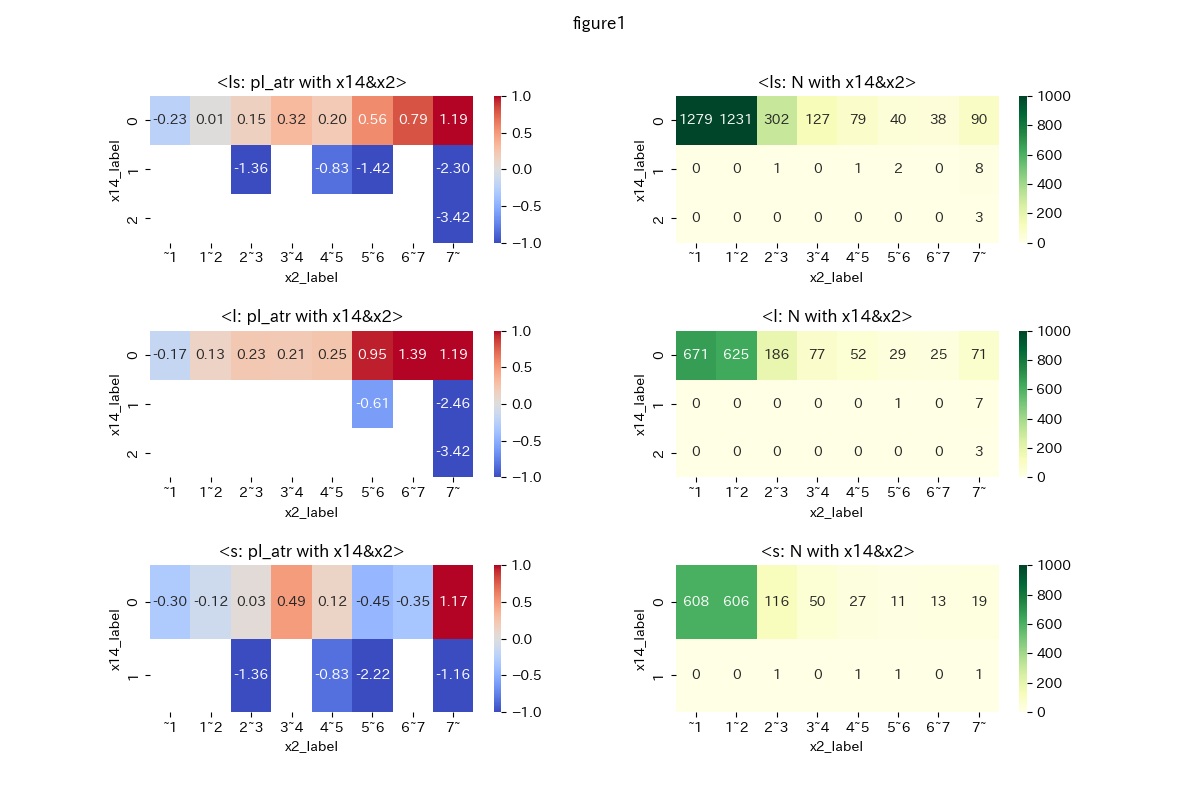 figure1
<ls: pl_atr with x14&x2>
x14_label
0 -0.23 0.01 0.15 0.32 0.20 0.56 0.79 1.19
1 -1.36 -0.83 -1.42 -2.30
2 -3.42
~1 1~2 2~3 3~4 4~5 5~6 6~7 7~
x2_label
1.0
0.5
0.0
−0.5
−1.0
<ls: N with x14&x2>
x14_label
0 1279 1231 302 127 79 40 38 90
1 0 0 1 0 1 2 0 8
2 0 0 0 0 0 0 0 3
~1 1~2 2~3 3~4 4~5 5~6 6~7 7~
x2_label
1000
800
600
400
200
0
<l: pl_atr with x14&x2>
x14_label
0 -0.17 0.13 0.23 0.21 0.25 0.95 1.39 1.19
1 -0.61 -2.46
2 -3.42
~1 1~2 2~3 3~4 4~5 5~6 6~7 7~
x2_label
1.0
0.5
0.0
−0.5
−1.0
<l: N with x14&x2>
x14_label
0 671 625 186 77 52 29 25 71
1 0 0 0 0 0 1 0 7
2 0 0 0 0 0 0 0 3
~1 1~2 2~3 3~4 4~5 5~6 6~7 7~
x2_label
1000
800
600
400
200
0
<s: pl_atr with x14&x2>
x14_label
0 -0.30 -0.12 0.03 0.49 0.12 -0.45 -0.35 1.17
1 -1.36 -0.83 -2.22 -1.16
~1 1~2 2~3 3~4 4~5 5~6 6~7 7~
x2_label
1.0
0.5
0.0
−0.5
−1.0
<s: N with x14&x2>
x14_label
0 608 606 116 50 27 11 13 19
1 0 0 1 0 1 1 0 1
~1 1~2 2~3 3~4 4~5 5~6 6~7 7~
x2_label
1000
800
600
400
200
0